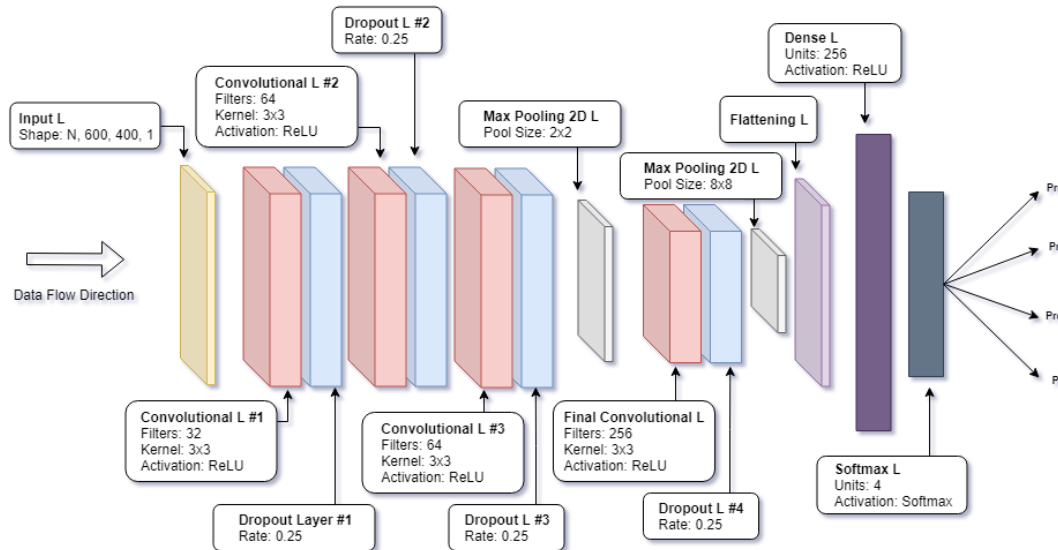 Dropout L #2
Rate: 0.25
Dense L
Units: 256
Activation: ReLU
Convolutional L #2
Filters: 64
Kernel: 3x3
Activation: ReLU
Input L
Shape: N, 600, 400, 1
Max Pooling 2D L
Pool Size: 2x2
Flattening L
Max Pooling 2D L
Pool Size: 8x8
Data Flow Direction
Convolutional L #1
Filters: 32
Kernel: 3x3
Activation: ReLU
Convolutional L #3
Filters: 64
Kernel: 3x3
Activation: ReLU
Final Convolutional L
Filters: 256
Kernel: 3x3
Activation: ReLU
Softmax L
Units: 4
Activation: Softmax
Dropout Layer #1
Rate: 0.25
Dropout L #3
Rate: 0.25
Dropout L #4
Rate: 0.25